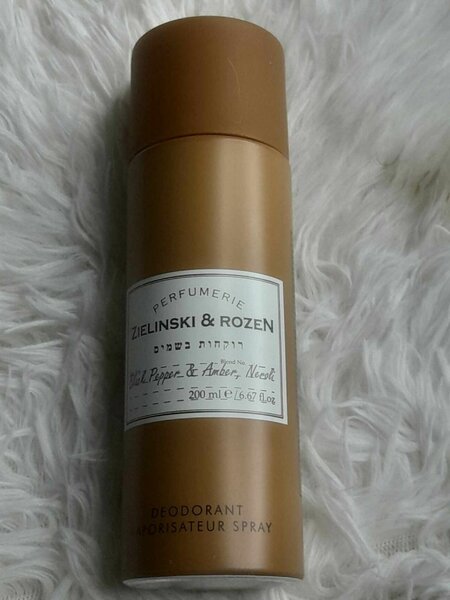 PERFUMERIE
ZIELINSKI & ROZEN
רוקחות בשמים
Blend No.
Black Pepper & Amber, Neroli
200 ml ℮ / 6.67 fl.oz
DEODORANT
VAPORISATEUR SPRAY